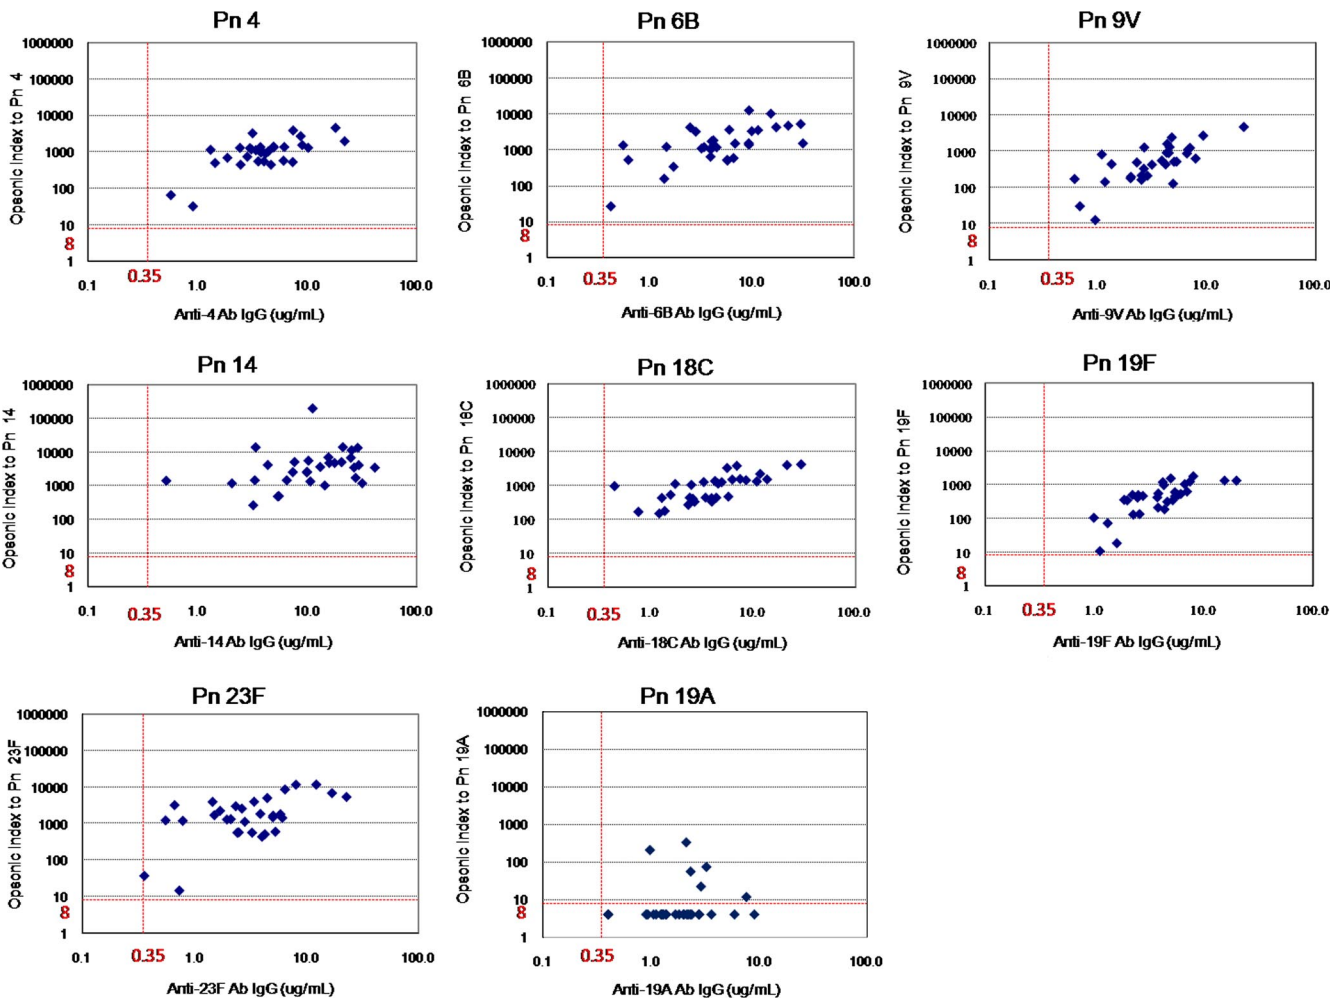 Pn 4
Opsonic Index to Pn 4
1000000
100000
10000
1000
100
10
8
1
0.35
0.1 1.0 10.0 100.0
Anti-4 Ab IgG (ug/mL)
Pn 6B
Opsonic Index to Pn 6B
1000000
100000
10000
1000
100
10
8
1
0.1 0.35 1.0 10.0 100.0
Anti-6B Ab IgG (ug/mL)
Pn 9V
Opsonic Index to Pn 9V
1000000
100000
10000
1000
100
10
8
1
0.35
0.1 1.0 10.0 100.0
Anti-9V Ab IgG (ug/mL)
Pn 14
Opsonic Index to Pn 14
1000000
100000
10000
1000
100
10
8
1
0.1 0.35 1.0 10.0 100.0
Anti-14 Ab IgG (ug/mL)
Pn 18C
Opsonic Index to Pn 18C
1000000
100000
10000
1000
100
10
8
1
0.1 0.35 1.0 10.0 100.0
Anti-18C Ab IgG (ug/mL)
Pn 19F
Opsonic Index to Pn 19F
1000000
100000
10000
1000
100
10
8
1
0.1 0.35 1.0 10.0 100.0
Anti-19F Ab IgG (ug/mL)
Pn 23F
Opsonic Index to Pn 23F
1000000
100000
10000
1000
100
10
8
1
0.1 0.35 1.0 10.0 100.0
Anti-23F Ab IgG (ug/mL)
Pn 19A
Opsonic Index to Pn 19A
1000000
100000
10000
1000
100
10
8
1
0.1 0.35 1.0 10.0 100.0
Anti-19A Ab IgG (ug/mL)